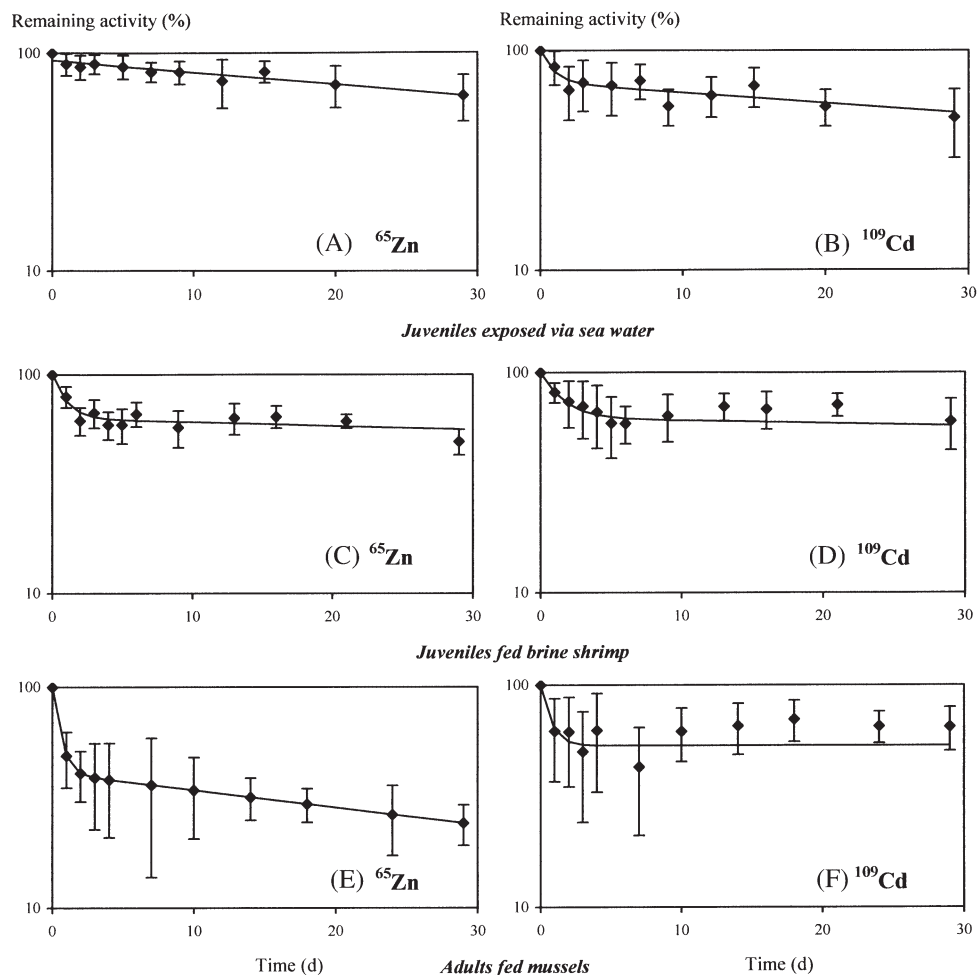 Remaining activity (%)
Remaining activity (%)
100
10
0
10
20
30
(A) ⁶⁵Zn
100
10
0
10
20
30
(B) ¹⁰⁹Cd
Juveniles exposed via sea water
100
10
0
10
20
30
(C) ⁶⁵Zn
100
10
0
10
20
30
(D) ¹⁰⁹Cd
Juveniles fed brine shrimp
100
10
0
10
20
30
(E) ⁶⁵Zn
100
10
0
10
20
30
(F) ¹⁰⁹Cd
Time (d)
Time (d)
Adults fed mussels